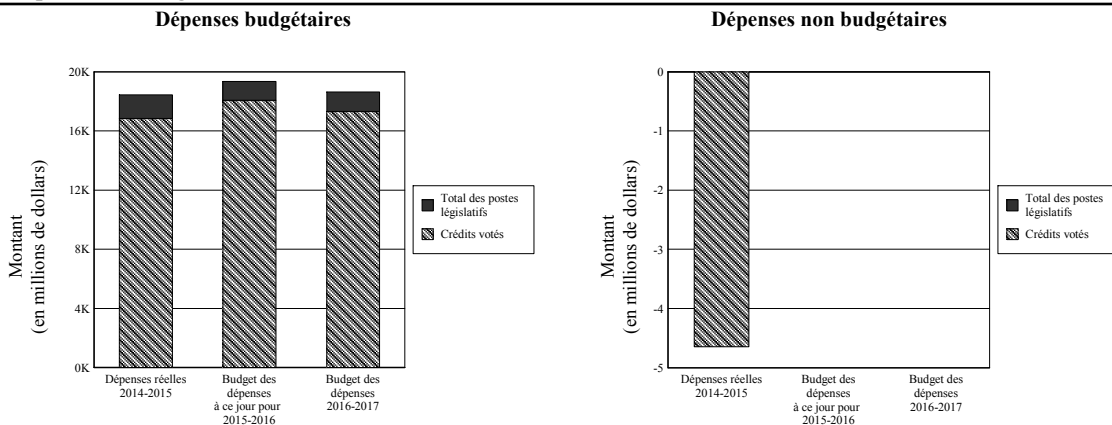 Dépenses budgétaires
20K
16K
12K
8K
4K
0K
Montant
(en millions de dollars)
Dépenses réelles
2014-2015
Budget des
dépenses
à ce jour pour
2015-2016
Budget des
dépenses
2016-2017
Total des postes
législatifs
Crédits votés
Dépenses non budgétaires
0
-1
-2
-3
-4
-5
Montant
(en millions de dollars)
Dépenses réelles
2014-2015
Budget des
dépenses
à ce jour pour
2015-2016
Budget des
dépenses
2016-2017
Total des postes
législatifs
Crédits votés